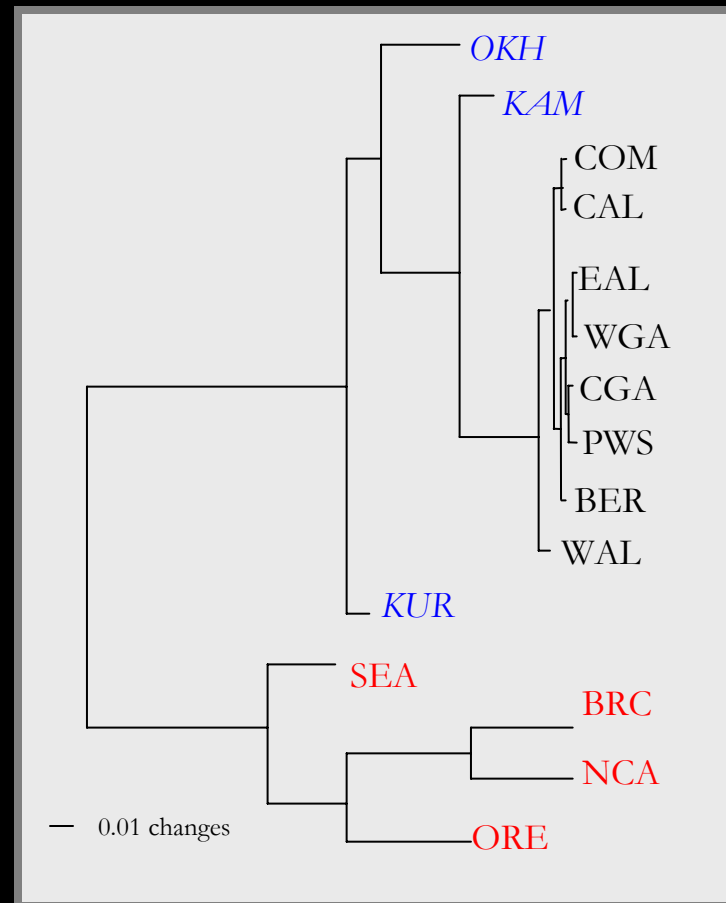 OKH
KAM
COM
CAL
EAL
WGA
CGA
PWS
BER
WAL
KUR
SEA
BRC
NCA
0.01 changes
ORE